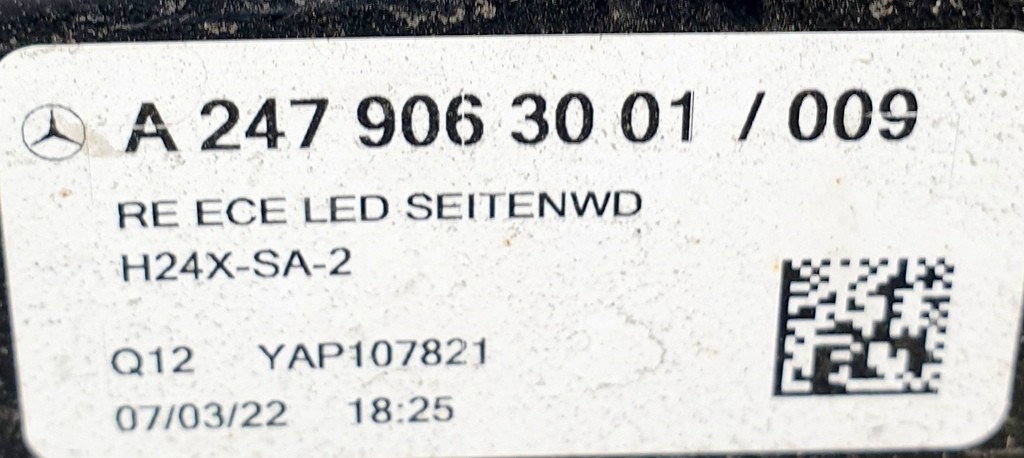 A 247 906 30 01 / 009
RE ECE LED SEITENWD
H24X-SA-2
Q12 YAP107821
07/03/22 18:25